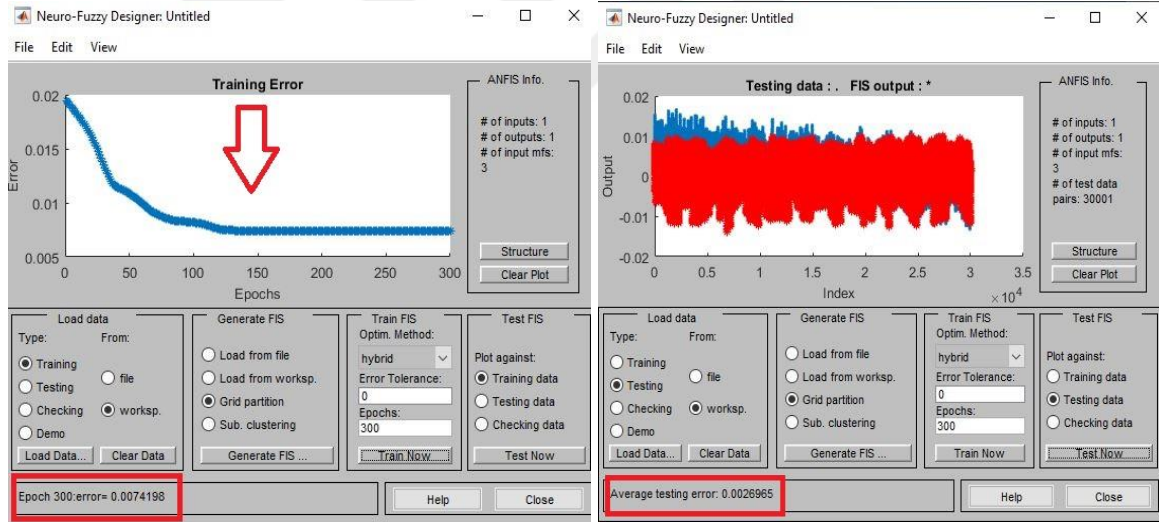 Neuro-Fuzzy Designer: Untitled
File Edit View
Training Error
0.02
0.015
0.01
0.005
Error
0 50 100 150 200 250 300
Epochs
ANFIS Info.
# of inputs: 1
# of outputs: 1
# of input mfs:
3
Structure
Clear Plot
Load data
Type: From:
Training
Testing
Checking
Demo
file
worksp.
Load Data... Clear Data
Generate FIS
Load from file
Load from worksp.
Grid partition
Sub. clustering
Generate FIS ...
Train FIS
Optim. Method:
hybrid
Error Tolerance:
0
Epochs:
300
Train Now
Test FIS
Plot against:
Training data
Testing data
Checking data
Test Now
Epoch 300:error= 0.0074198
Help Close
Neuro-Fuzzy Designer: Untitled
File Edit View
Testing data : . FIS output : *
0.02
0.01
0
-0.01
-0.02
Output
0 0.5 1 1.5 2 2.5 3 3.5
Index
×10⁴
ANFIS Info.
# of inputs: 1
# of outputs: 1
# of input mfs:
3
# of test data
pairs: 30001
Structure
Clear Plot
Load data
Type: From:
Training
Testing
Checking
Demo
file
worksp.
Load Data... Clear Data
Generate FIS
Load from file
Load from worksp.
Grid partition
Sub. clustering
Generate FIS ...
Train FIS
Optim. Method:
hybrid
Error Tolerance:
0
Epochs:
300
Train Now
Test FIS
Plot against:
Training data
Testing data
Checking data
Test Now
Average testing error: 0.0026965
Help Close